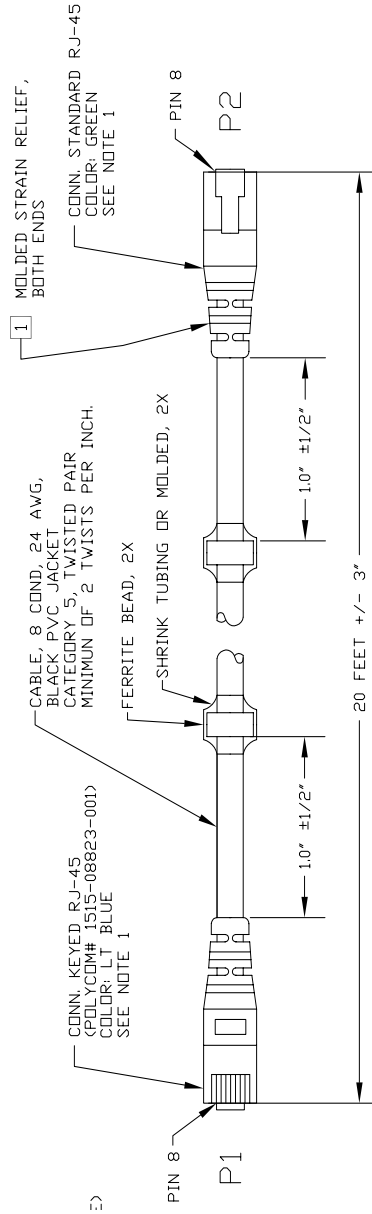 1
MOLDED STRAIN RELIEF,
BOTH ENDS
CONN. STANDARD RJ-45
COLOR: GREEN
SEE NOTE 1
PIN 8
P2
CABLE, 8 COND, 24 AWG,
BLACK PVC JACKET
CATEGORY 5, TWISTED PAIR
MINIMUN OF 2 TWISTS PER INCH.
FERRITE BEAD, 2X
SHRINK TUBING OR MOLDED, 2X
CONN. KEYED RJ-45
(POLYCOM# 1515-08823-001)
COLOR: LT BLUE
SEE NOTE 1
PIN 8
P1
E)
1.0" ±1/2"
1.0" ±1/2"
20 FEET +/- 3"